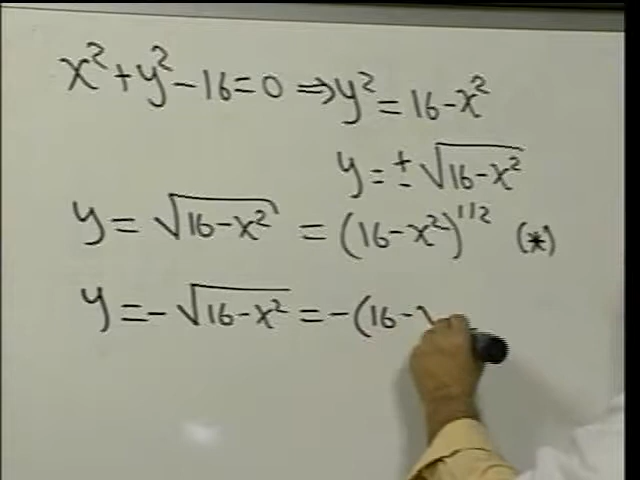 x²+y²-16=0 ⇒ y²=16-x²
y=±√(16-x²)
y=√(16-x²) = (16-x²)^1/2 (*)
y=-√(16-x²) = -(16-